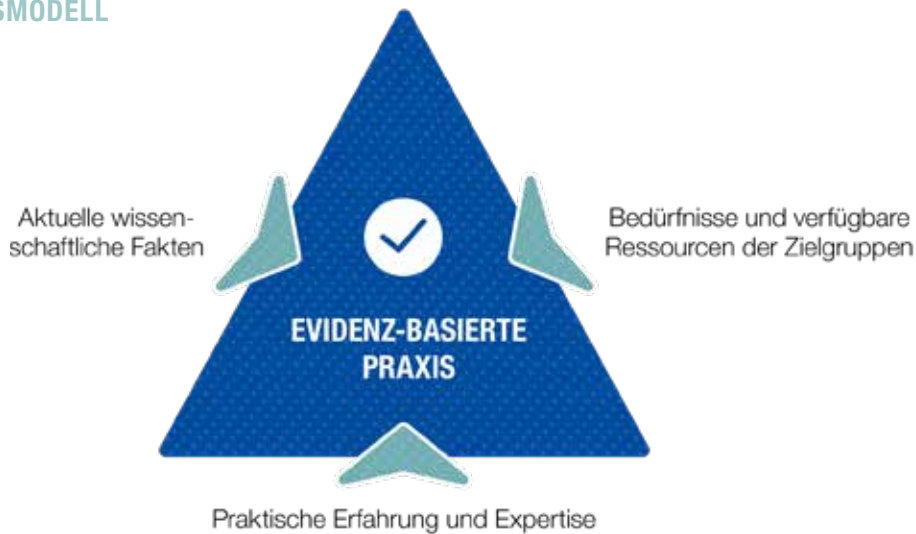 SMODELL
Aktuelle wissen-
schaftliche Fakten
Bedürfnisse und verfügbare
Ressourcen der Zielgruppen
EVIDENZ-BASIERTE
PRAXIS
Praktische Erfahrung und Expertise